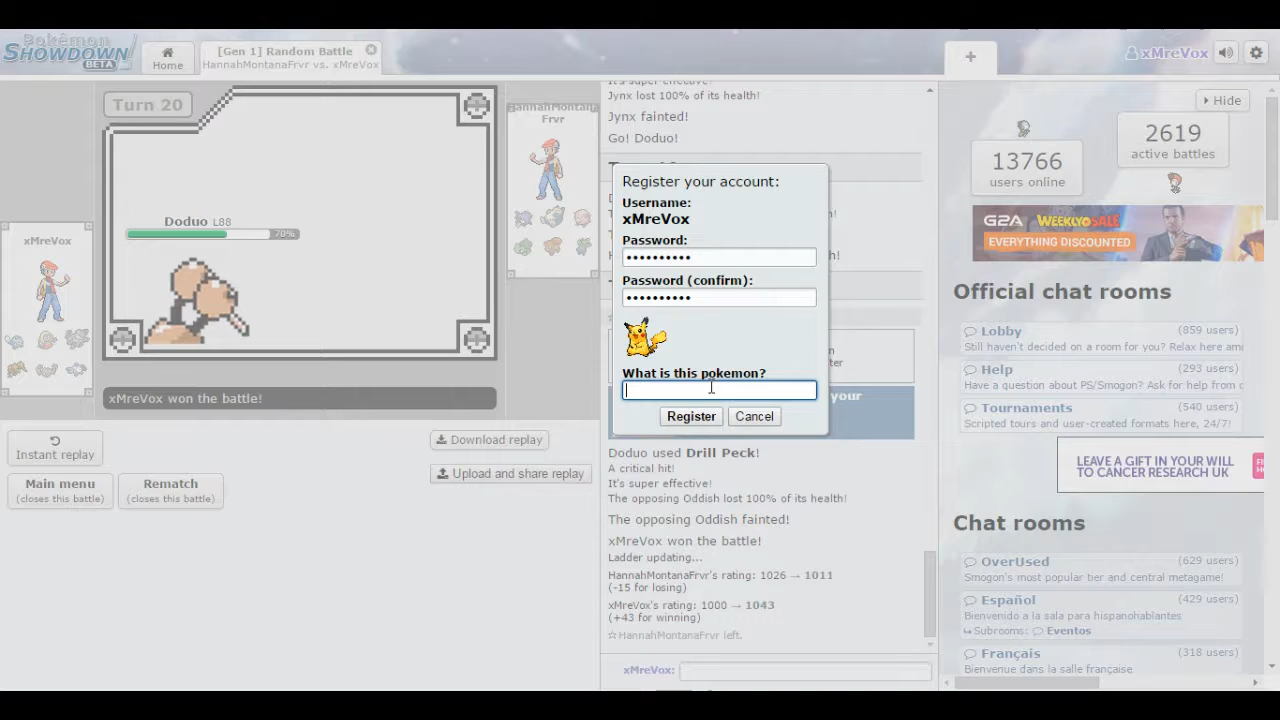 Pokémon
SHOWDOWN
BETA
Home
[Gen 1] Random Battle
HannahMontanaFrvr vs. xMreVox
+
xMreVox
Turn 20
Doduo L88
78%
xMreVox
HannahMontana
Frvr
xMreVox won the battle!
Instant replay
Download replay
Upload and share replay
Main menu
(closes this battle)
Rematch
(closes this battle)
It's super effective!
Jynx lost 100% of its health!
Jynx fainted!
Go! Doduo!
Register your account:
Username:
xMreVox
Password:
••••••••••
Password (confirm):
••••••••••
What is this pokemon?
Register
Cancel
your
Doduo used Drill Peck!
A critical hit!
It's super effective!
The opposing Oddish lost 100% of its health!
The opposing Oddish fainted!
xMreVox won the battle!
Ladder updating...
HannahMontanaFrvr's rating: 1026 → 1011
(-15 for losing)
xMreVox's rating: 1000 → 1043
(+43 for winning)
☆HannahMontanaFrvr left.
xMreVox:
Hide
13766
users online
2619
active battles
G2A WEEKLY SALE
EVERYTHING DISCOUNTED
Official chat rooms
Lobby (859 users)
Still haven't decided on a room for you? Relax here am
Help (293 users)
Have a question about PS/Smogon? Ask for help from o
Tournaments (540 users)
Scripted tours and user-created formats here, 24/7!
LEAVE A GIFT IN YOUR WILL
TO CANCER RESEARCH UK
Chat rooms
OverUsed (629 users)
Smogon's most popular tier and central metagame!
Español (429 users)
Bienvenido a la sala para hispanohablantes
Subrooms: Eventos
Français (318 users)
Bienvenue dans la salle française